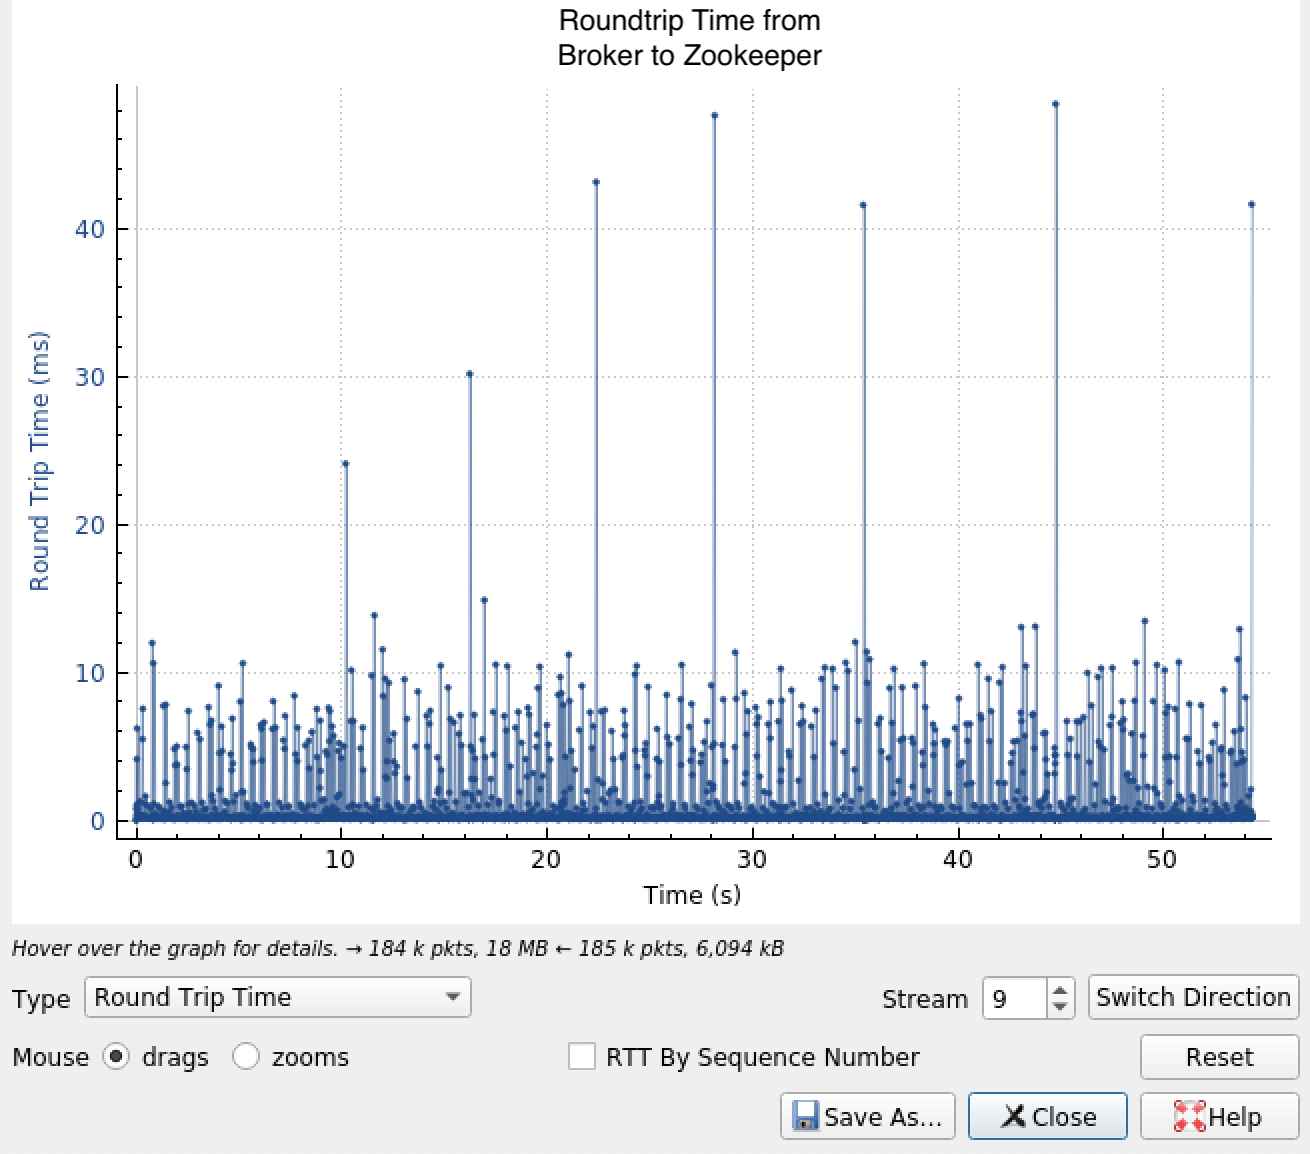 Roundtrip Time from
Broker to Zookeeper
Round Trip Time (ms)
40
30
20
10
0
0 10 20 30 40 50
Time (s)
Hover over the graph for details. → 184 k pkts, 18 MB ← 185 k pkts, 6,094 kB
Type Round Trip Time Stream 9 Switch Direction
Mouse drags zooms RTT By Sequence Number Reset
Save As... Close Help